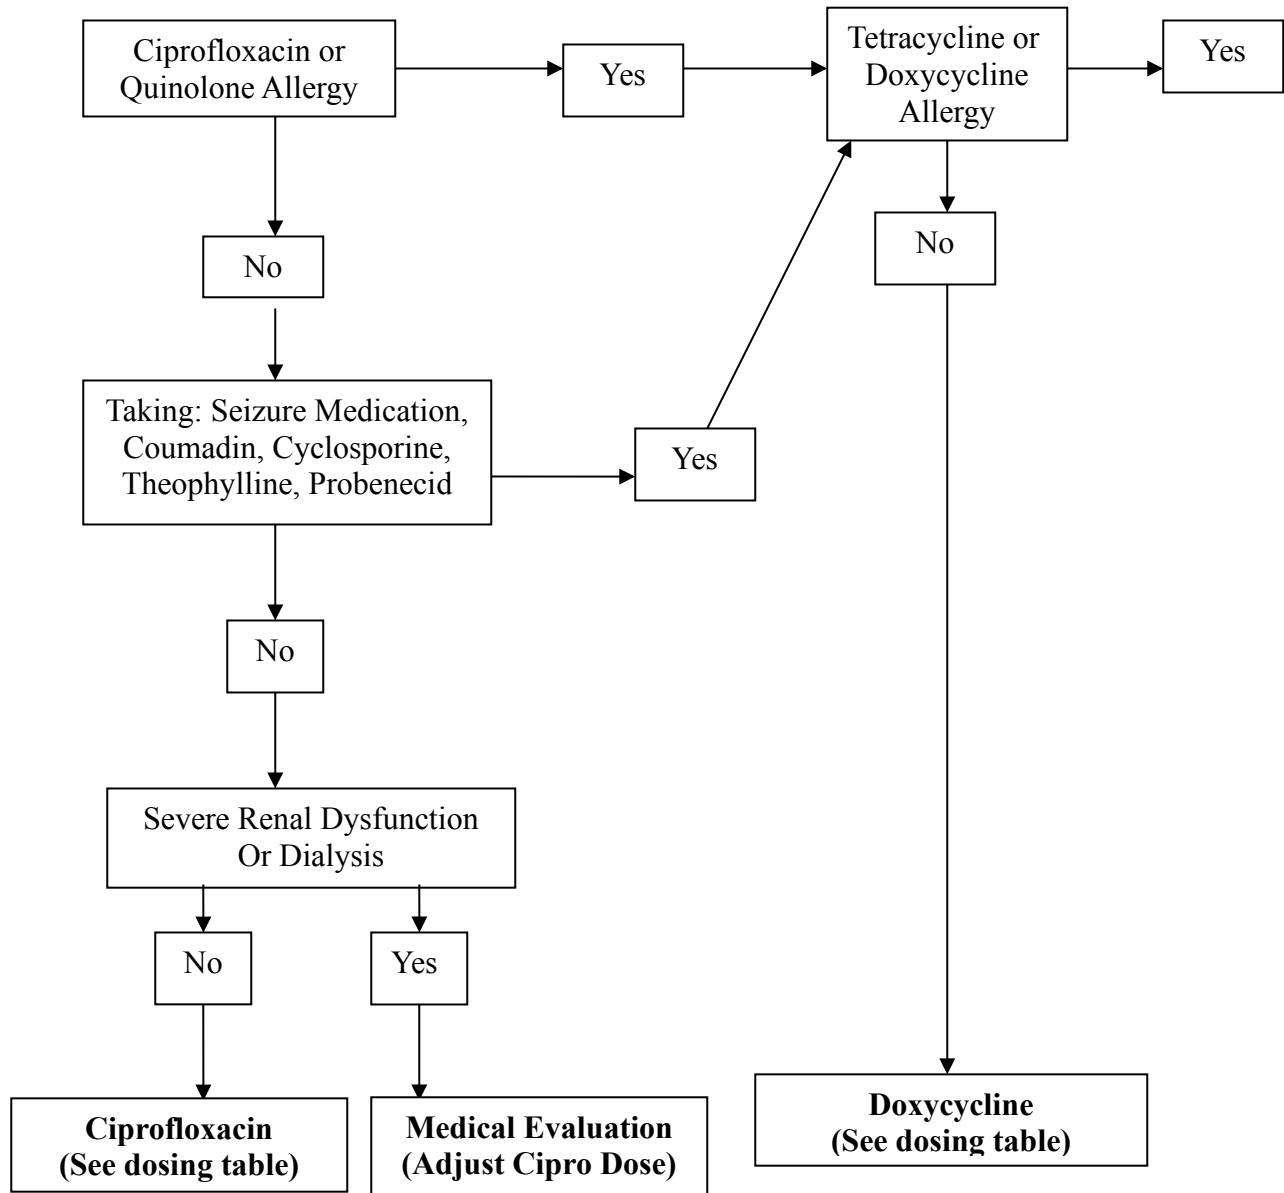 Ciprofloxacin or
Quinolone Allergy
Yes
Tetracycline or
Doxycycline
Allergy
Yes
No
No
Taking: Seizure Medication,
Coumadin, Cyclosporine,
Theophylline, Probenecid
Yes
No
Severe Renal Dysfunction
Or Dialysis
No
Yes
Ciprofloxacin
(See dosing table)
Medical Evaluation
(Adjust Cipro Dose)
Doxycycline
(See dosing table)